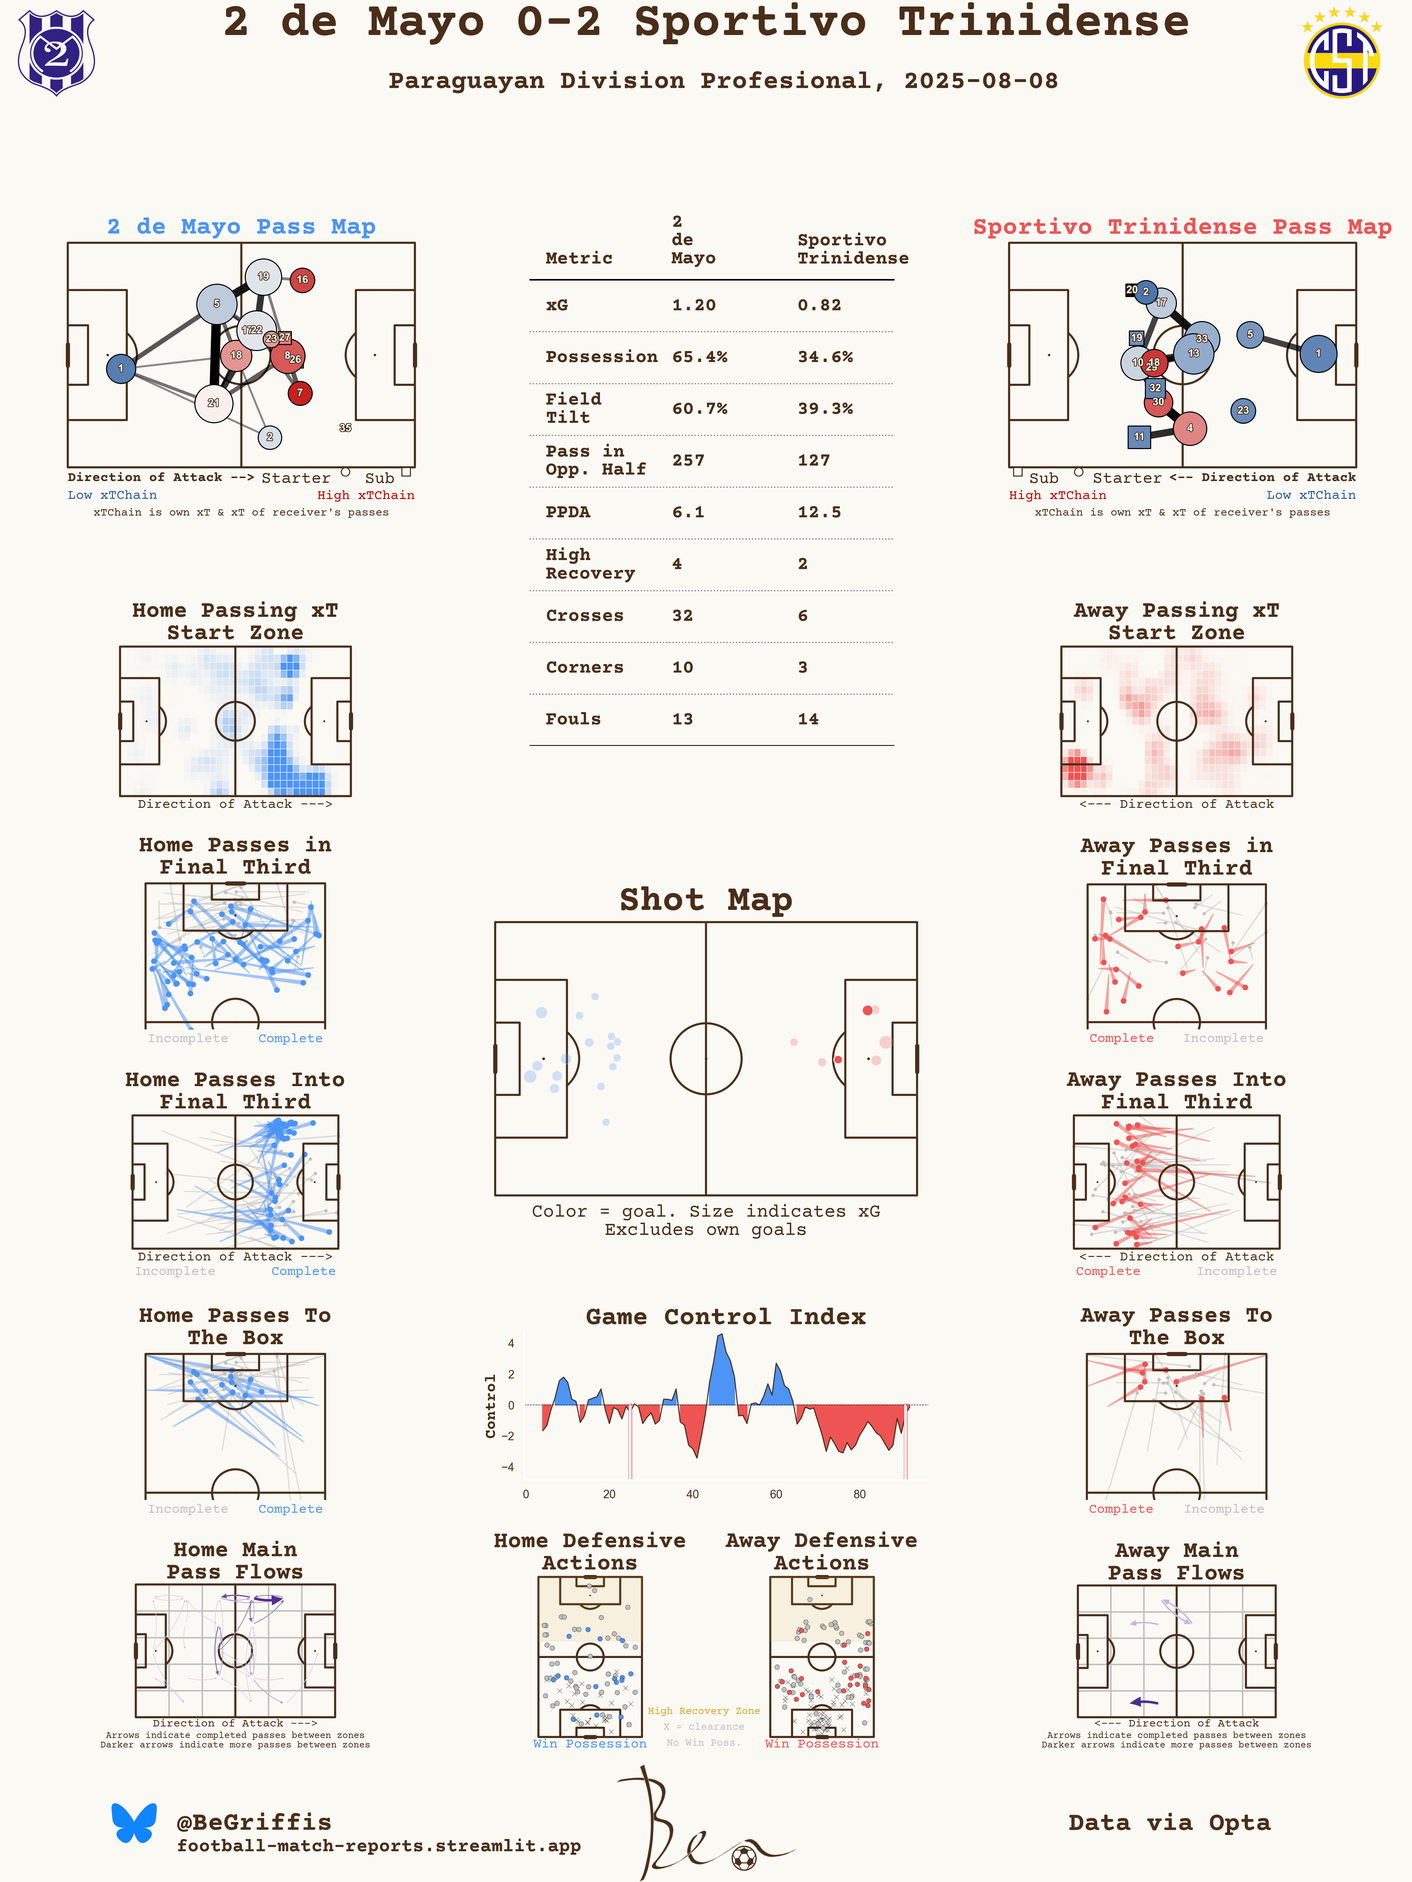 2 de Mayo 0-2 Sportivo Trinidense
Paraguayan Division Profesional, 2025-08-08
2
CST
2 de Mayo Pass Map
19
16
5
17
22
23
27
18
8
26
1
7
21
2
35
Direction of Attack --> Starter Sub
Low xTChain High xTChain
xTChain is own xT & xT of receiver's passes
Metric 2 de Mayo Sportivo Trinidense
xG 1.20 0.82
Possession 65.4% 34.6%
Field Tilt 60.7% 39.3%
Pass in Opp. Half 257 127
PPDA 6.1 12.5
High Recovery 4 2
Crosses 32 6
Corners 10 3
Fouls 13 14
Sportivo Trinidense Pass Map
20
2
17
19
33
5
13
1
10
18
29
32
30
23
4
11
Sub Starter <-- Direction of Attack
High xTChain Low xTChain
xTChain is own xT & xT of receiver's passes
Home Passing xT
Start Zone
Direction of Attack --->
Away Passing xT
Start Zone
<--- Direction of Attack
Home Passes in
Final Third
Incomplete Complete
Away Passes in
Final Third
Complete Incomplete
Shot Map
Color = goal. Size indicates xG
Excludes own goals
Home Passes Into
Final Third
Direction of Attack --->
Incomplete Complete
Away Passes Into
Final Third
<--- Direction of Attack
Complete Incomplete
Home Passes To
The Box
Incomplete Complete
Game Control Index
Control
4
2
0
−2
−4
0 20 40 60 80
Away Passes To
The Box
Complete Incomplete
Home Main
Pass Flows
Direction of Attack --->
Arrows indicate completed passes between zones
Darker arrows indicate more passes between zones
Home Defensive
Actions
Win Possession
High Recovery Zone
X = clearance
No Win Poss.
Away Defensive
Actions
Win Possession
Away Main
Pass Flows
<--- Direction of Attack
Arrows indicate completed passes between zones
Darker arrows indicate more passes between zones
@BeGriffis
football-match-reports.streamlit.app
Ben
Data via Opta